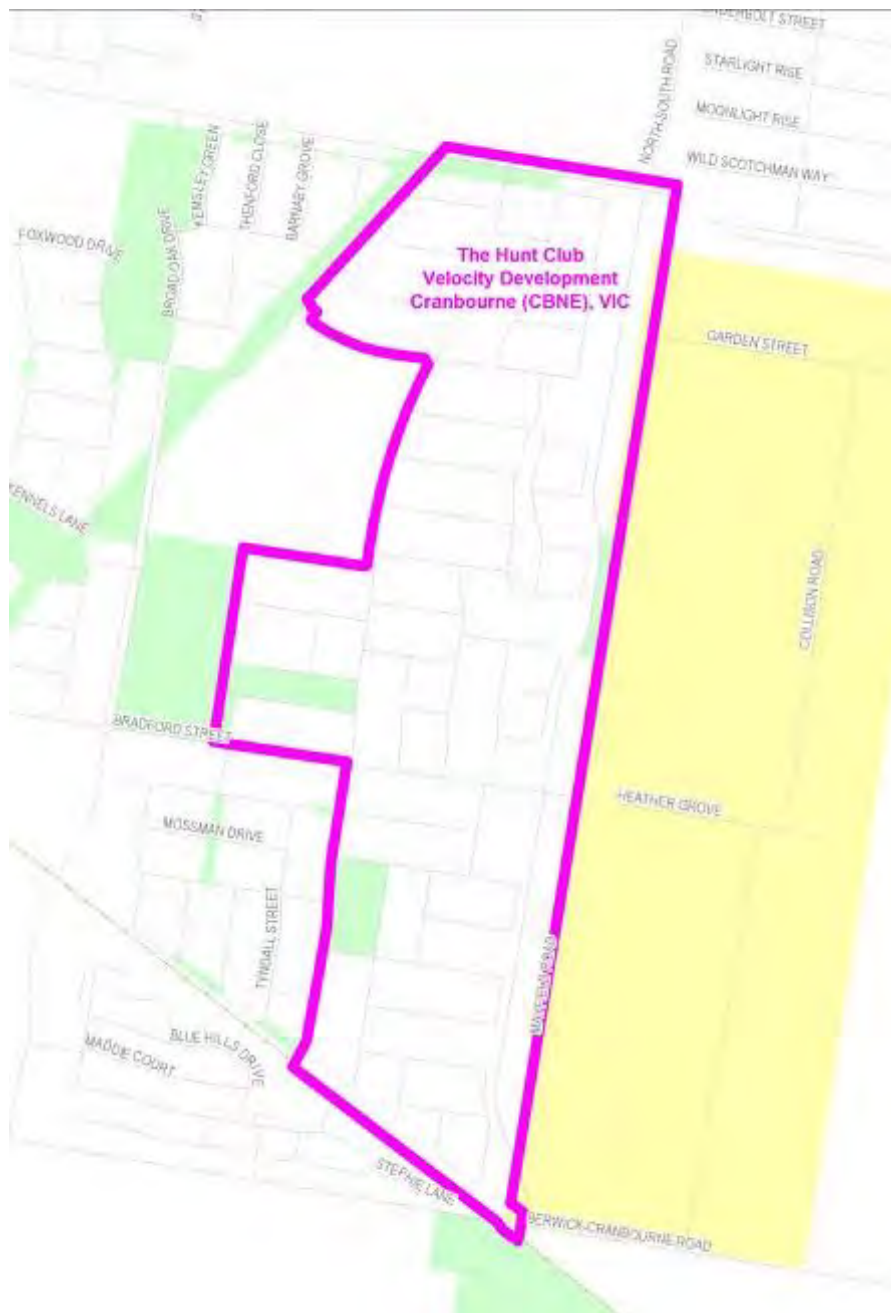 STARLIGHT RISE
MOONLIGHT RISE
NORTH-SOUTH ROAD
WILD SCOTCHMAN WAY
KEMSLEY GREEN
THENFORD CLOSE
BARNABY GROVE
FOXWOOD DRIVE
BROAD OAK DRIVE
The Hunt Club
Velocity Development
Cranbourne (CBNE), VIC
GARDEN STREET
KENNELS LANE
COLLISON ROAD
BRADFORD STREET
HEATHER GROVE
MOSSMAN DRIVE
TYNDALL STREET
BLUE HILLS DRIVE
MADDIE COURT
STEPHIE LANE
BERWICK-CRANBOURNE ROAD